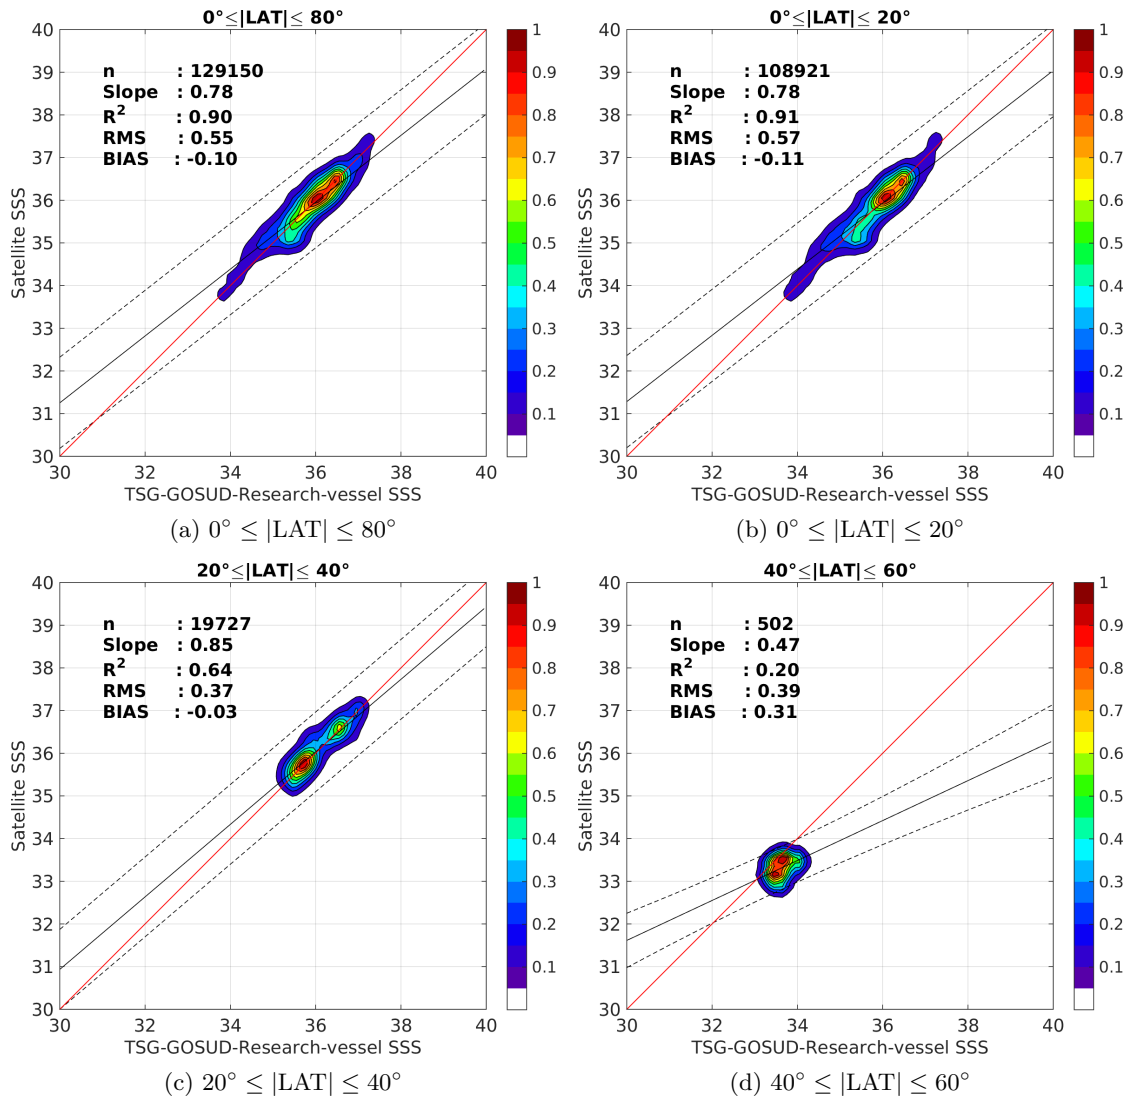 0°≤|LAT|≤ 80°
n : 129150
Slope : 0.78
R² : 0.90
RMS : 0.55
BIAS : -0.10
40
39
38
37
36
35
34
33
32
31
30
30 32 34 36 38 40
Satellite SSS
TSG-GOSUD-Research-vessel SSS
1
0.9
0.8
0.7
0.6
0.5
0.4
0.3
0.2
0.1
(a) 0° ≤ |LAT| ≤ 80°
0°≤|LAT|≤ 20°
n : 108921
Slope : 0.78
R² : 0.91
RMS : 0.57
BIAS : -0.11
40
39
38
37
36
35
34
33
32
31
30
30 32 34 36 38 40
Satellite SSS
TSG-GOSUD-Research-vessel SSS
1
0.9
0.8
0.7
0.6
0.5
0.4
0.3
0.2
0.1
(b) 0° ≤ |LAT| ≤ 20°
20°≤|LAT|≤ 40°
n : 19727
Slope : 0.85
R² : 0.64
RMS : 0.37
BIAS : -0.03
40
39
38
37
36
35
34
33
32
31
30
30 32 34 36 38 40
Satellite SSS
TSG-GOSUD-Research-vessel SSS
1
0.9
0.8
0.7
0.6
0.5
0.4
0.3
0.2
0.1
(c) 20° ≤ |LAT| ≤ 40°
40°≤|LAT|≤ 60°
n : 502
Slope : 0.47
R² : 0.20
RMS : 0.39
BIAS : 0.31
40
39
38
37
36
35
34
33
32
31
30
30 32 34 36 38 40
Satellite SSS
TSG-GOSUD-Research-vessel SSS
1
0.9
0.8
0.7
0.6
0.5
0.4
0.3
0.2
0.1
(d) 40° ≤ |LAT| ≤ 60°